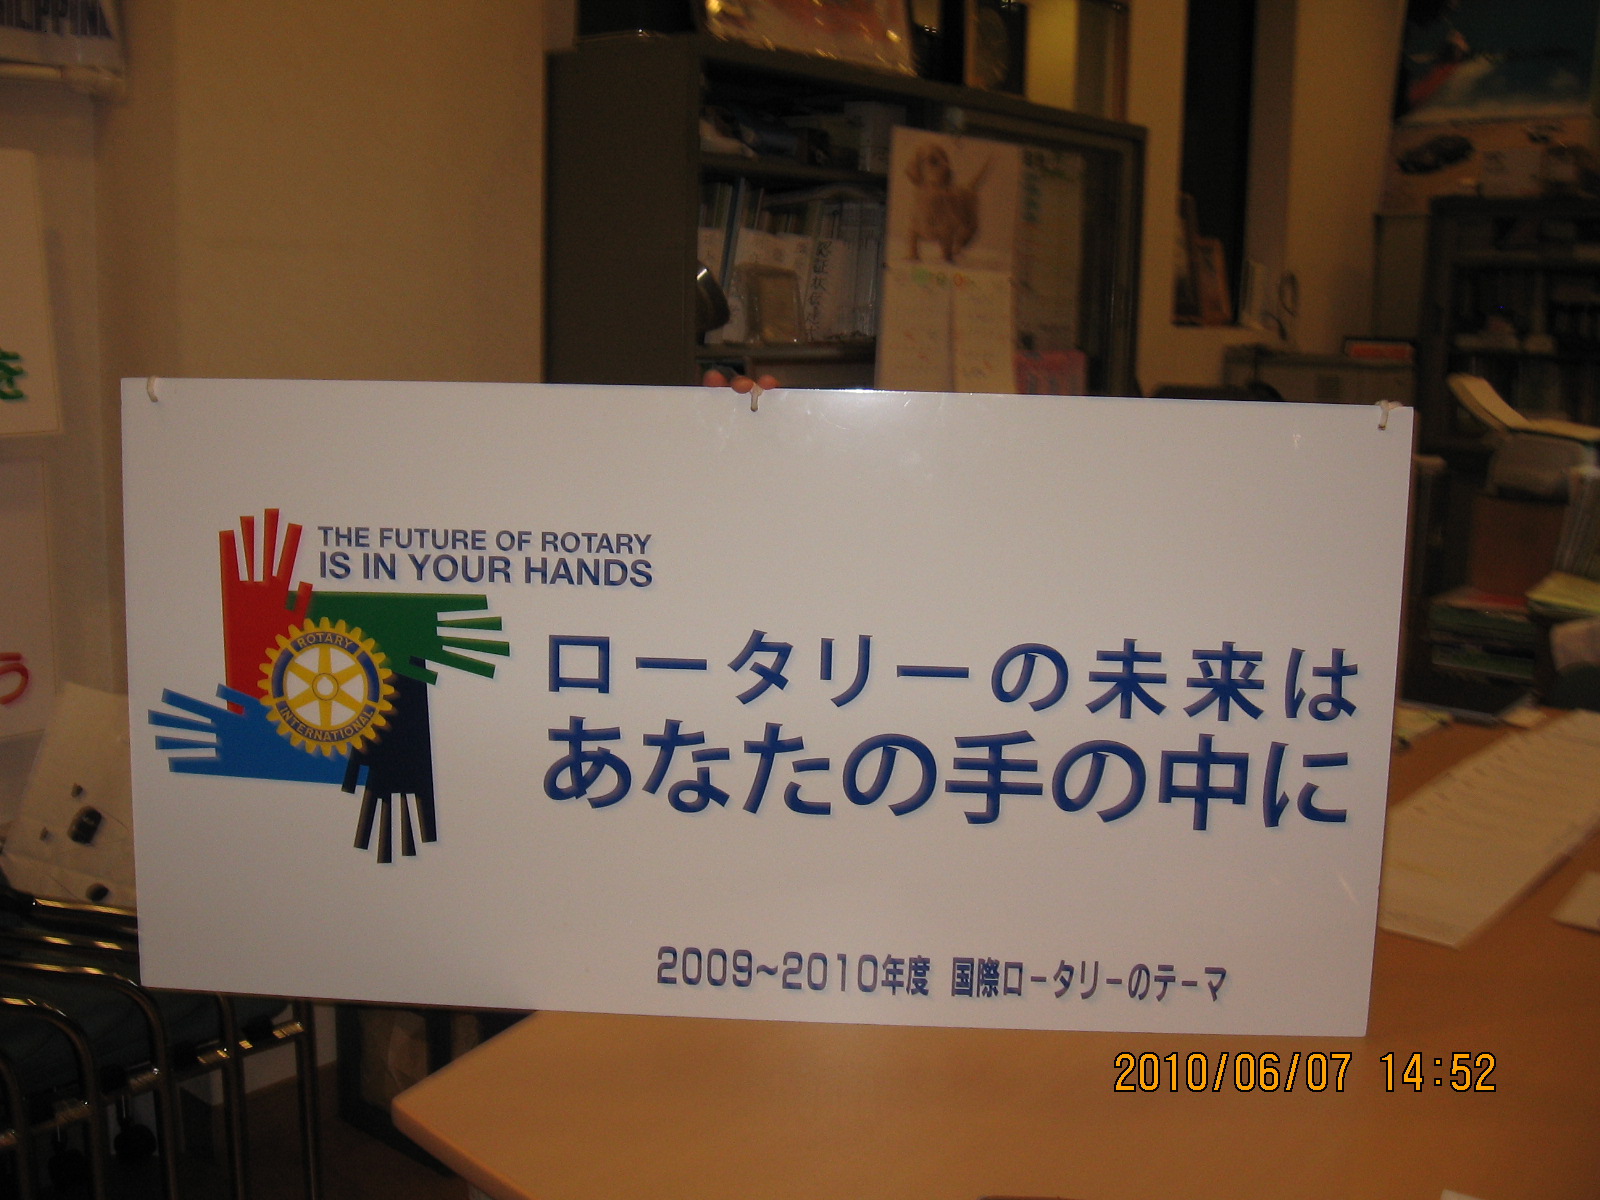 THE FUTURE OF ROTARY
IS IN YOUR HANDS
ROTARY
INTERNATIONAL
ロータリーの未来は
あなたの手の中に
2009~2010年度 国際ロータリーのテーマ
2010/06/07 14:52